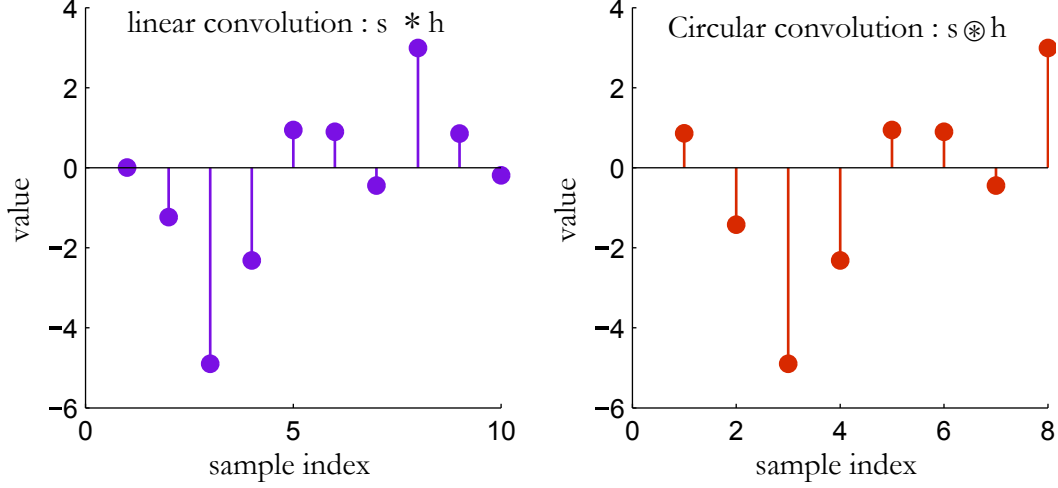 linear convolution : s * h
4
2
0
−2
−4
−6
value
0 5 10
sample index
Circular convolution : s ⊛ h
4
2
0
−2
−4
−6
value
0 2 4 6 8
sample index